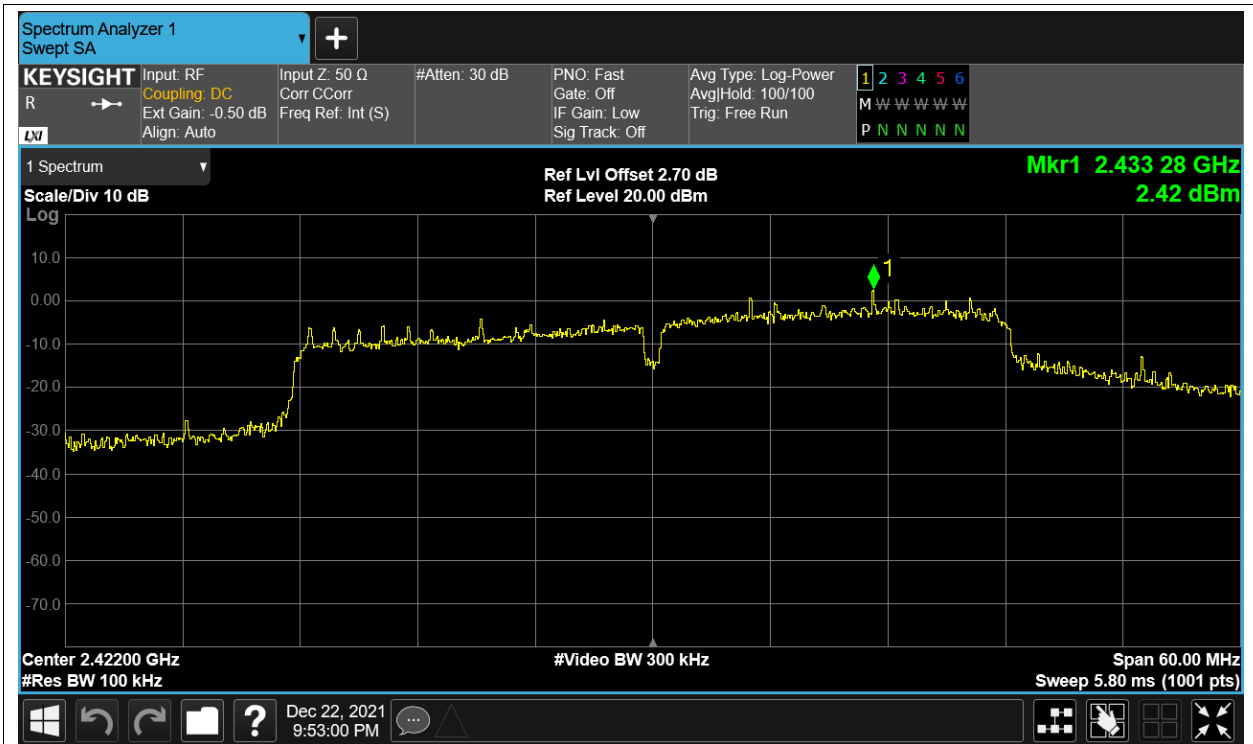 Spectrum Analyzer 1
Swept SA
KEYSIGHT
R
LXI
Input: RF
Coupling: DC
Ext Gain: -0.50 dB
Align: Auto
Input Z: 50 Ω
Corr CCorr
Freq Ref: Int (S)
#Atten: 30 dB
PNO: Fast
Gate: Off
IF Gain: Low
Sig Track: Off
Avg Type: Log-Power
Avg|Hold: 100/100
Trig: Free Run
1 2 3 4 5 6
M W W W W W
P N N N N N
1 Spectrum
Scale/Div 10 dB
Log
Ref Lvl Offset 2.70 dB
Ref Level 20.00 dBm
Mkr1 2.433 28 GHz
2.42 dBm
10.0
0.00
-10.0
-20.0
-30.0
-40.0
-50.0
-60.0
-70.0
1
Center 2.42200 GHz
#Res BW 100 kHz
#Video BW 300 kHz
Span 60.00 MHz
Sweep 5.80 ms (1001 pts)
?
Dec 22, 2021
9:53:00 PM